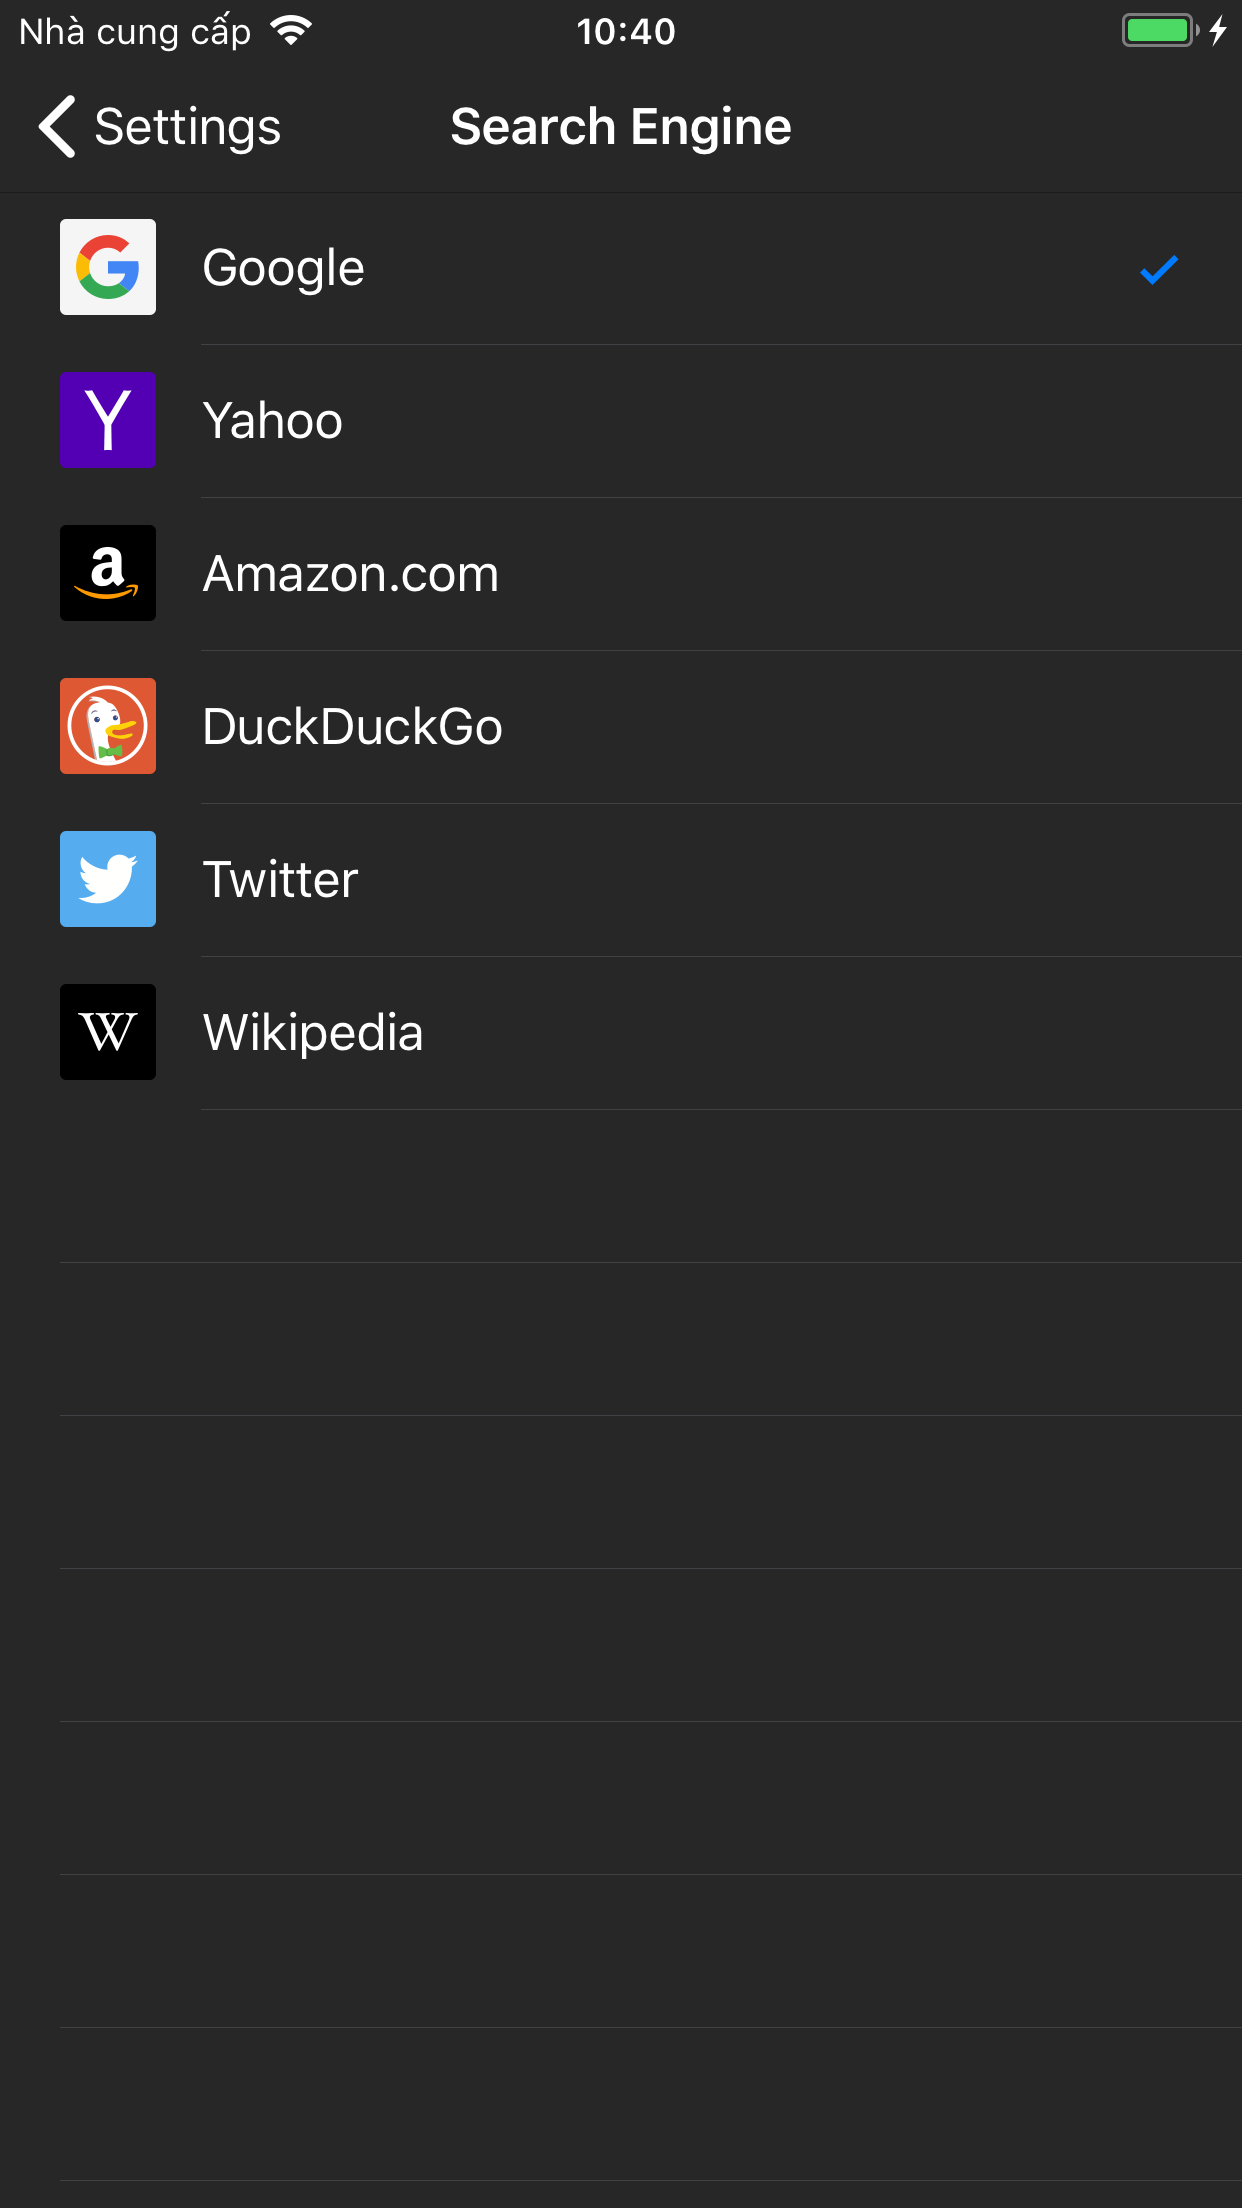 Nhà cung cấp 10:40
Settings Search Engine
Google
Yahoo
Amazon.com
DuckDuckGo
Twitter
Wikipedia